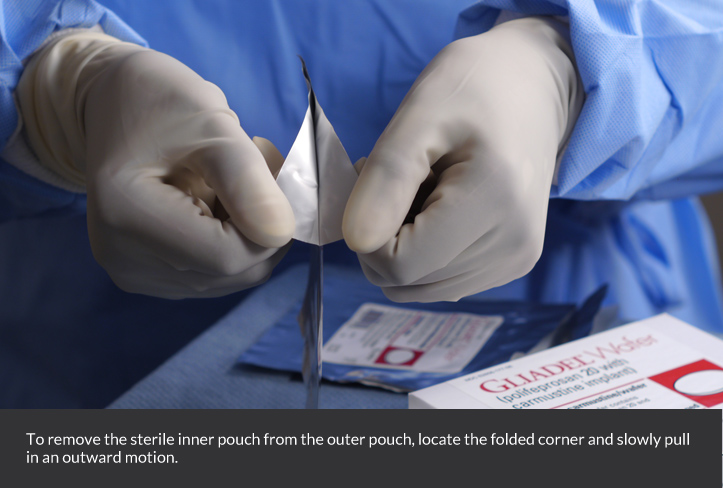 GLIADEL Wafer
(polifeprosan 20 with
carmustine implant)
To remove the sterile inner pouch from the outer pouch, locate the folded corner and slowly pull
in an outward motion.